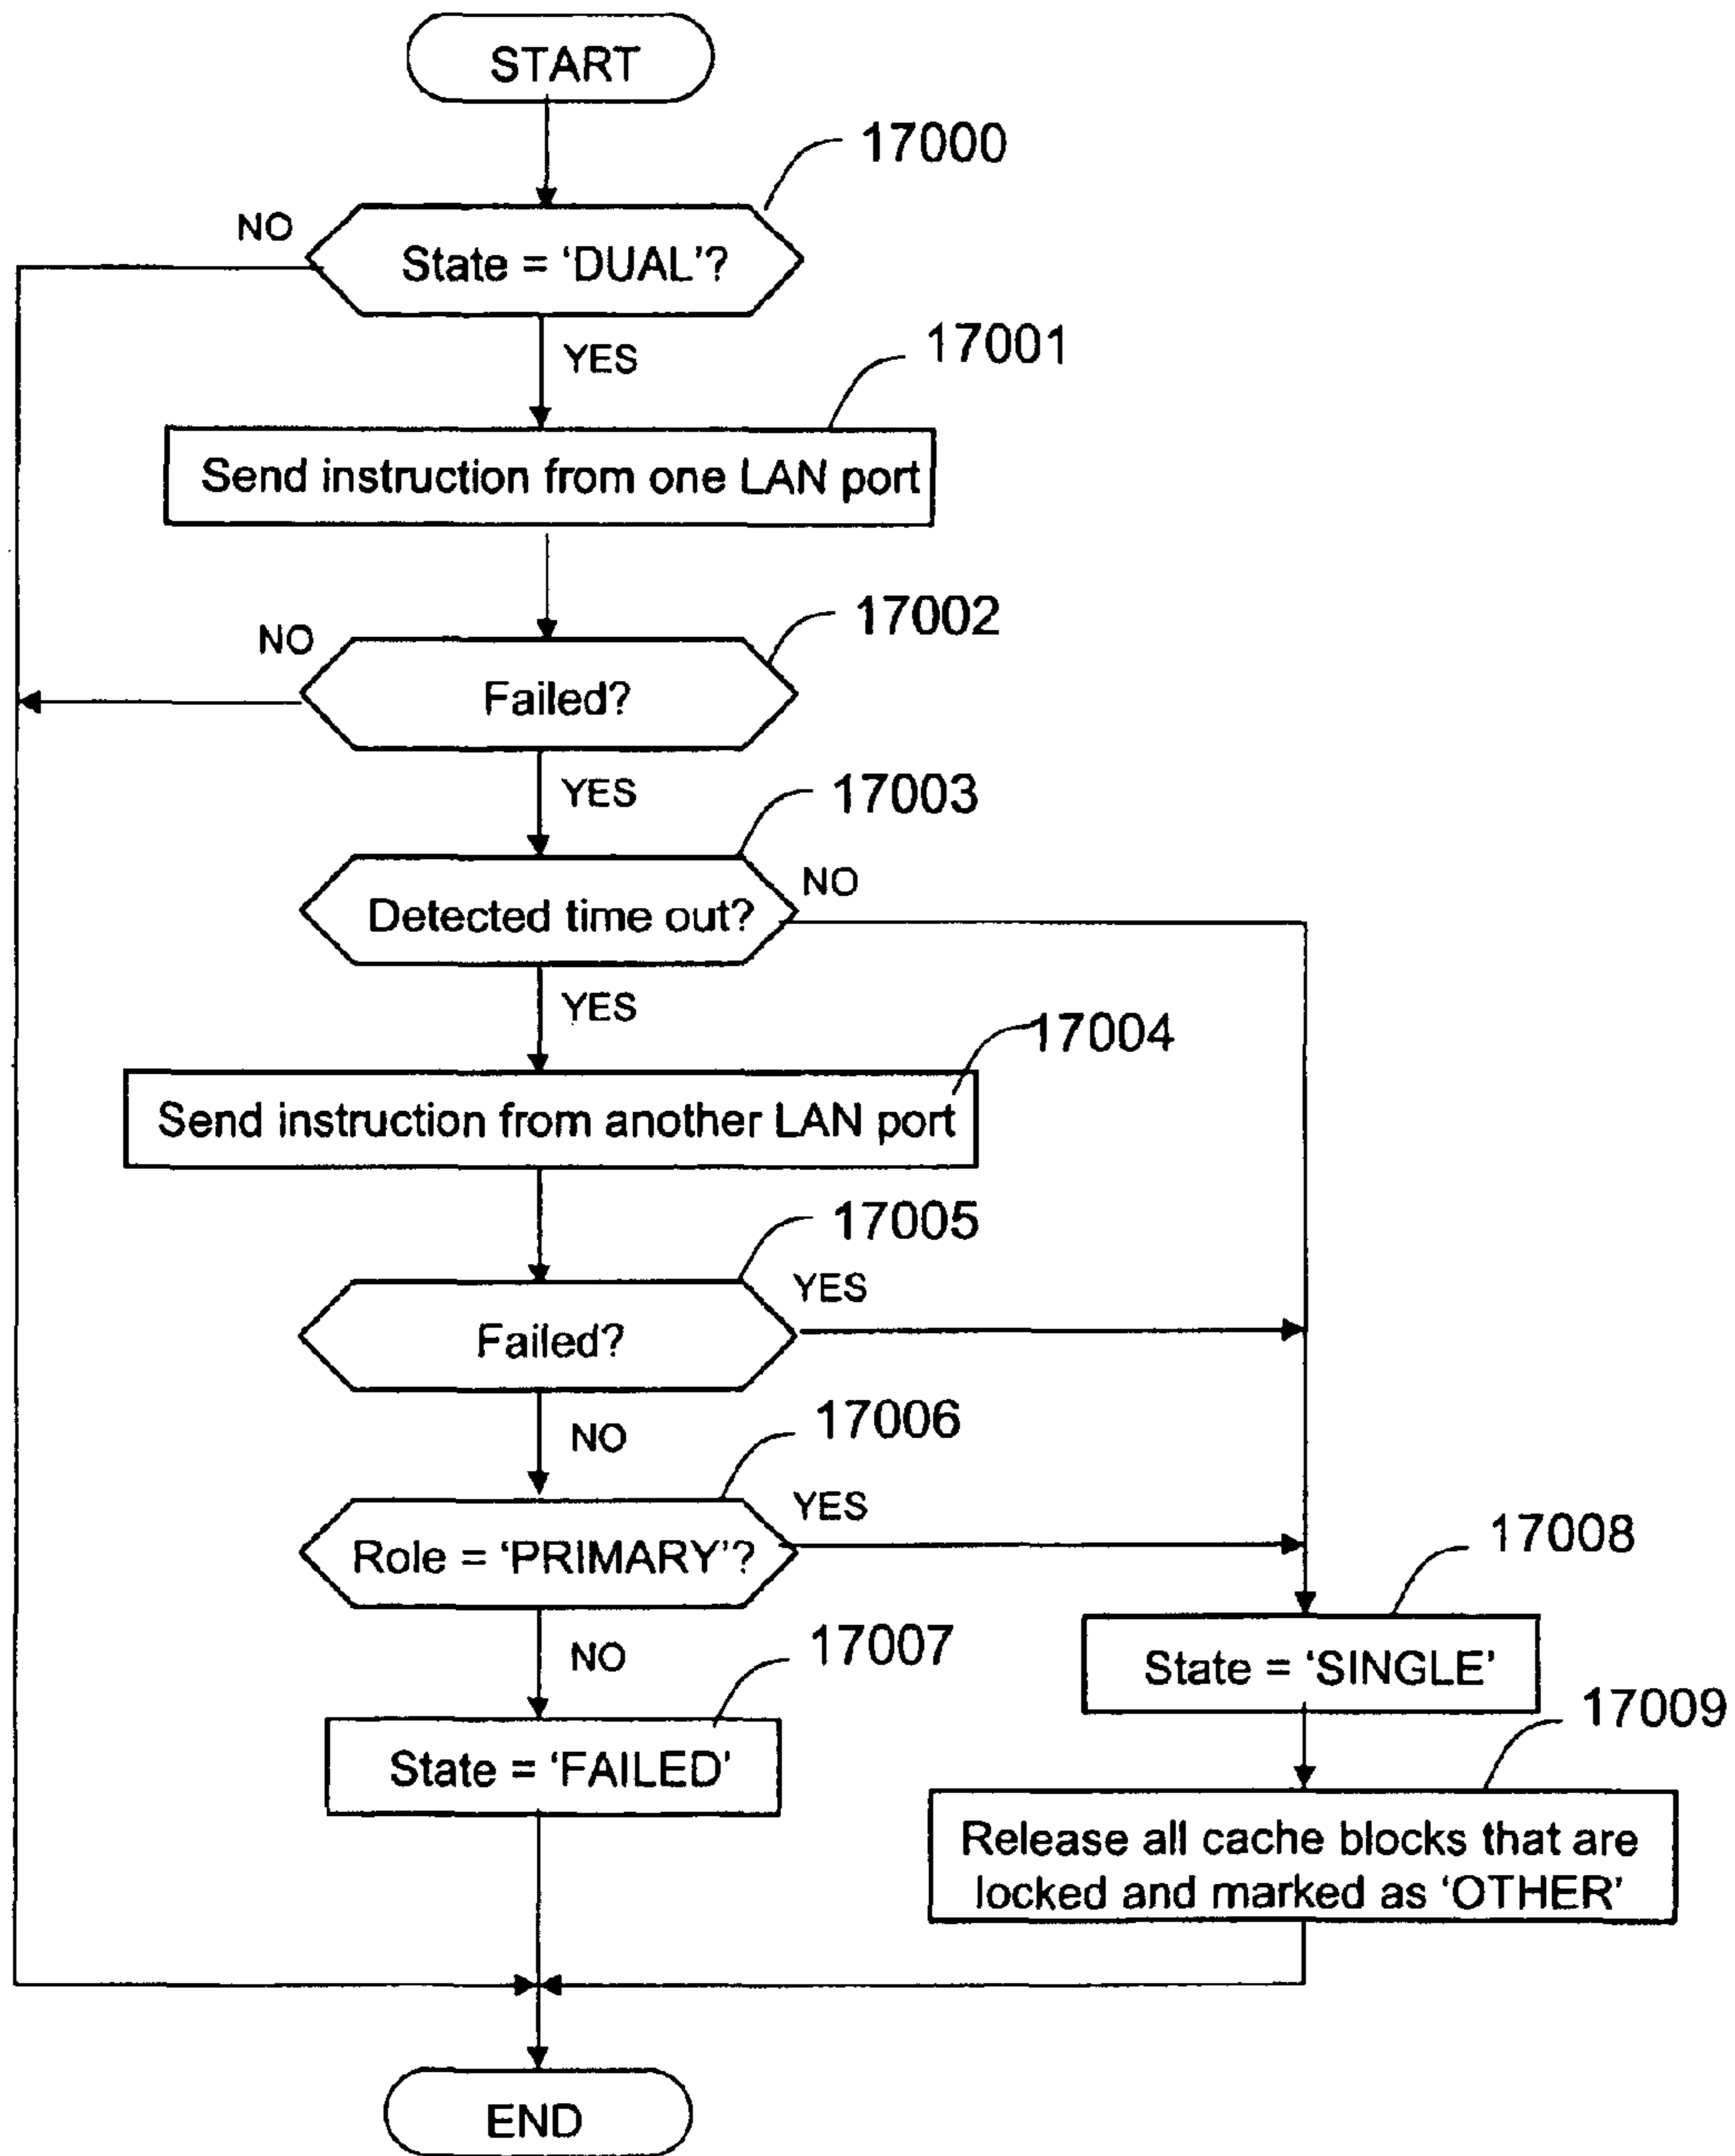 START
17000
NO
State = ‘DUAL’?
YES
17001
Send instruction from one LAN port
17002
NO
Failed?
YES
17003
NO
Detected time out?
YES
17004
Send instruction from another LAN port
17005
YES
Failed?
NO
17006
YES
Role = ‘PRIMARY’?
17008
NO
17007
State = ‘SINGLE’
17009
State = ‘FAILED’
Release all cache blocks that are
locked and marked as ‘OTHER’
END